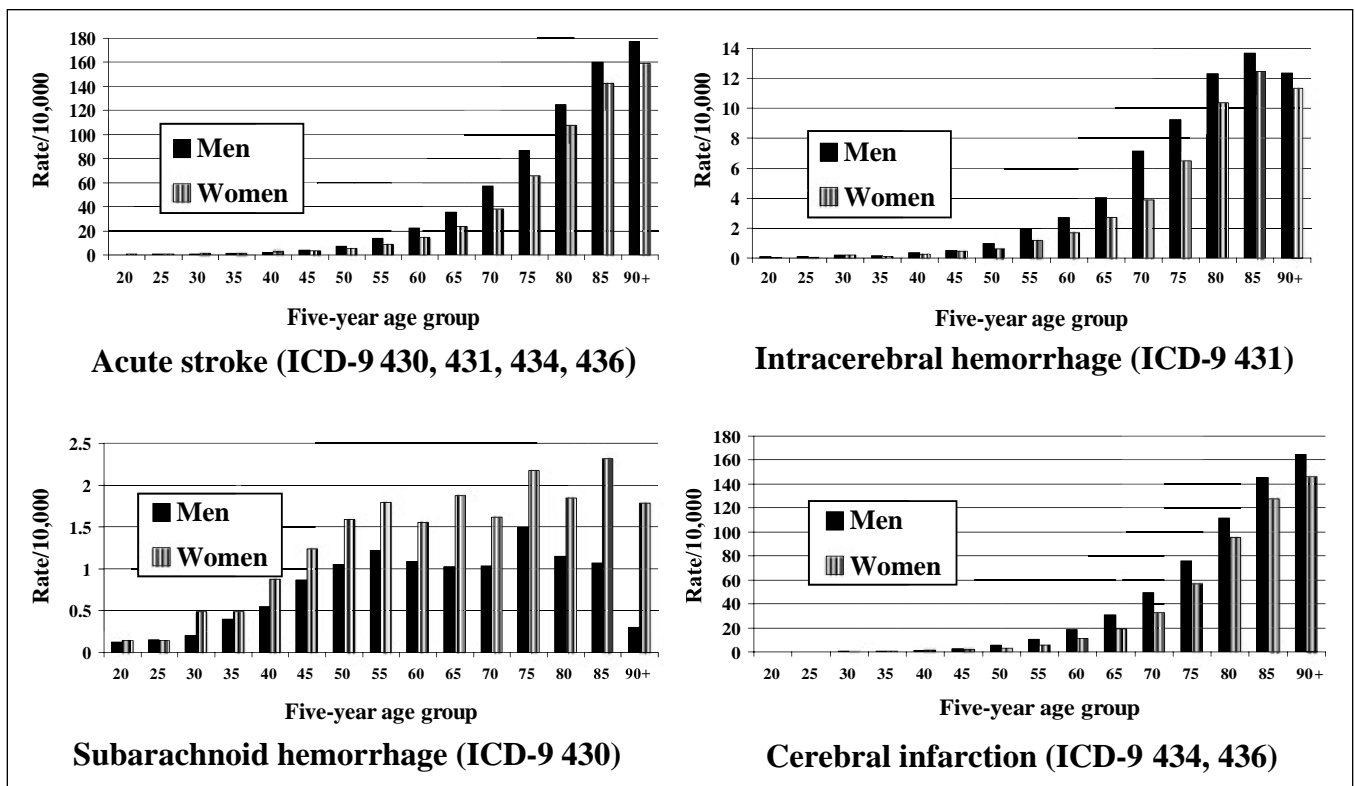 Rate/10,000
180
160
140
120
100
80
60
40
20
0
Men
Women
20 25 30 35 40 45 50 55 60 65 70 75 80 85 90+
Five-year age group
Acute stroke (ICD-9 430, 431, 434, 436)
Rate/10,000
14
12
10
8
6
4
2
0
Men
Women
20 25 30 35 40 45 50 55 60 65 70 75 80 85 90+
Five-year age group
Intracerebral hemorrhage (ICD-9 431)
Rate/10,000
2.5
2
1.5
1
0.5
0
Men
Women
20 25 30 35 40 45 50 55 60 65 70 75 80 85 90+
Five-year age group
Subarachnoid hemorrhage (ICD-9 430)
Rate/10,000
180
160
140
120
100
80
60
40
20
0
Men
Women
20 25 30 35 40 45 50 55 60 65 70 75 80 85 90+
Five-year age group
Cerebral infarction (ICD-9 434, 436)